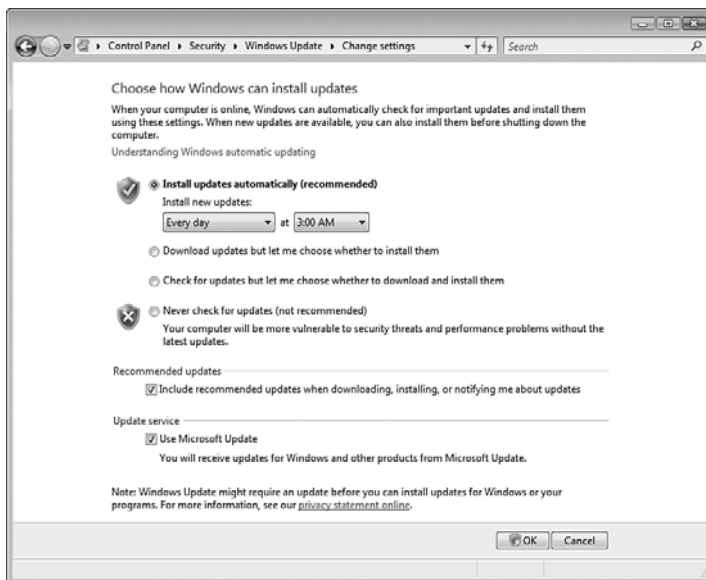 Control Panel Security Windows Update Change settings Search
Choose how Windows can install updates
When your computer is online, Windows can automatically check for important updates and install them
using these settings. When new updates are available, you can also install them before shutting down the
computer.
Understanding Windows automatic updating
Install updates automatically (recommended)
Install new updates:
Every day at 3:00 AM
Download updates but let me choose whether to install them
Check for updates but let me choose whether to download and install them
Never check for updates (not recommended)
Your computer will be more vulnerable to security threats and performance problems without the
latest updates.
Recommended updates
Include recommended updates when downloading, installing, or notifying me about updates
Update service
Use Microsoft Update
You will receive updates for Windows and other products from Microsoft Update.
Note: Windows Update might require an update before you can install updates for Windows or your
programs. For more information, see our privacy statement online.
OK Cancel